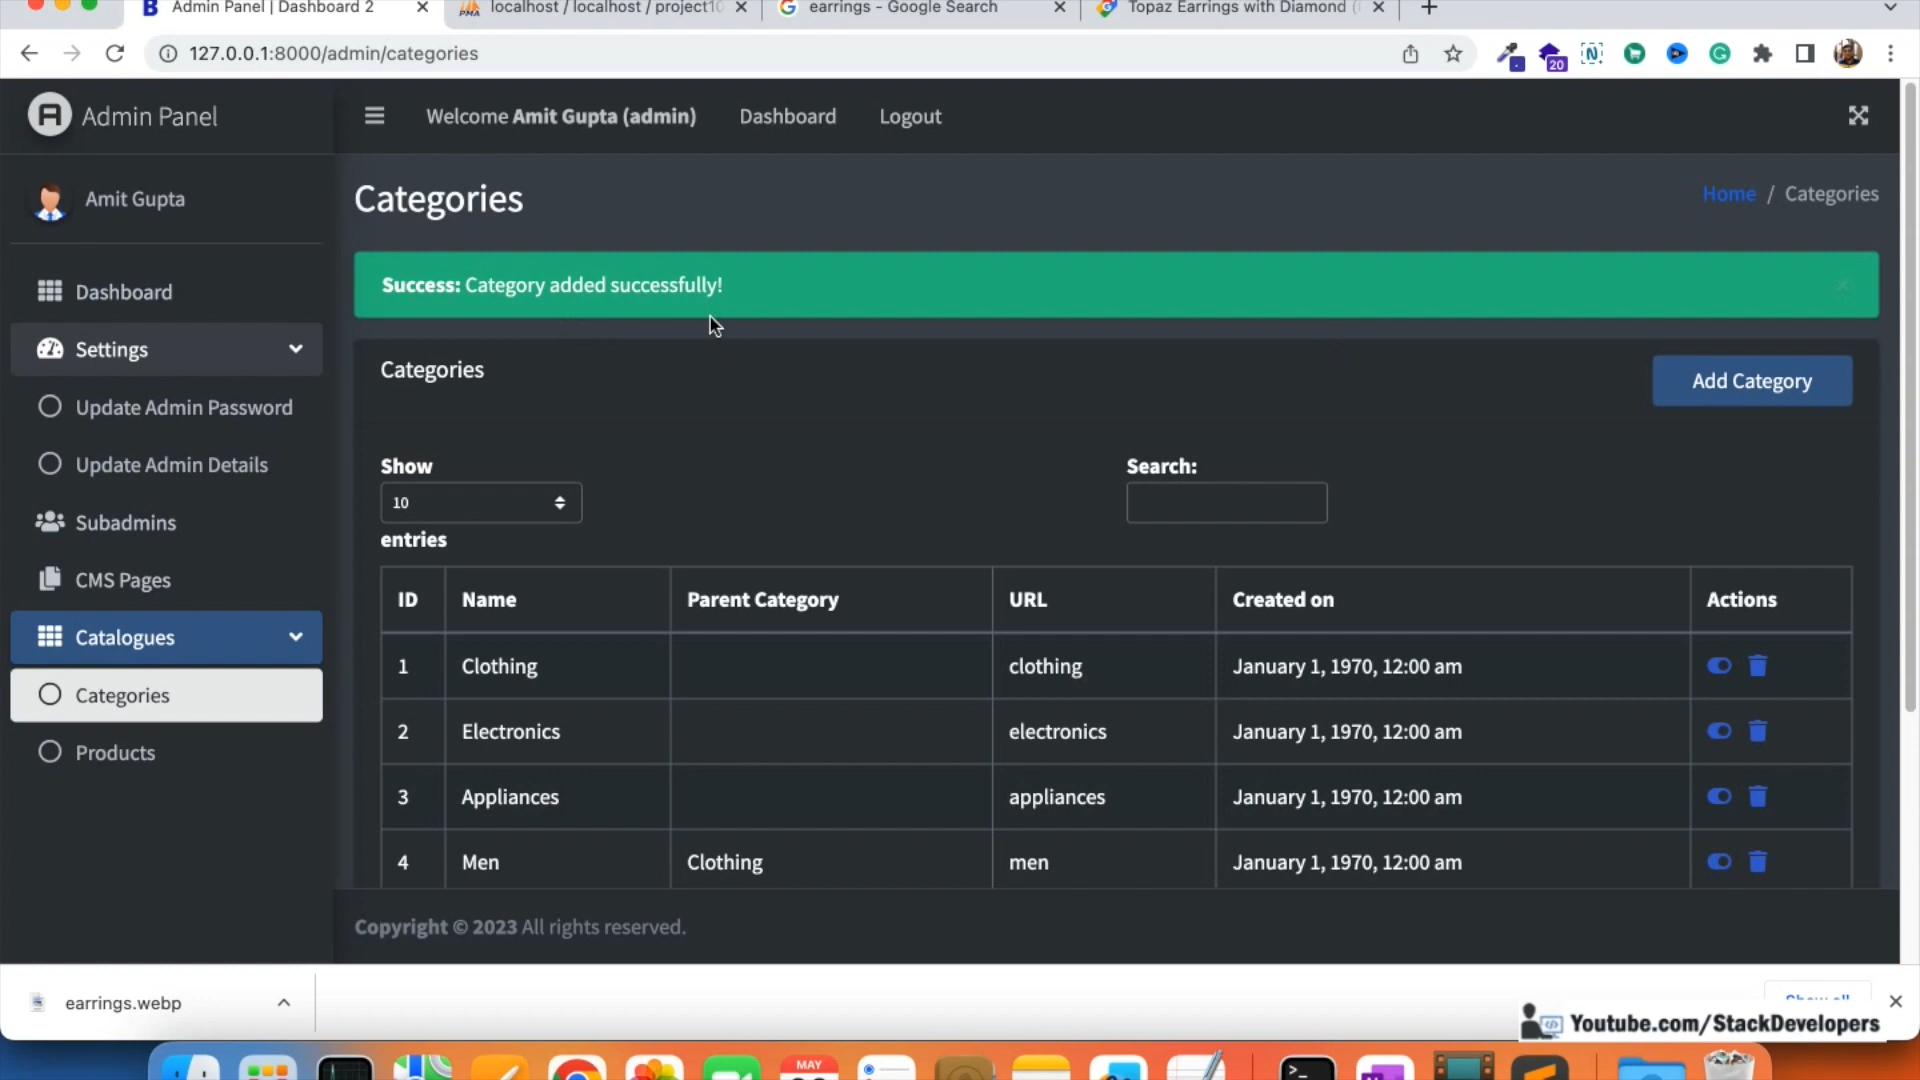 Admin Panel | Dashboard 2
localhost / localhost / project10
earrings - Google Search
Topaz Earrings with Diamond (
127.0.0.1:8000/admin/categories
20
Admin Panel
Welcome Amit Gupta (admin)
Dashboard
Logout
Amit Gupta
Categories
Home / Categories
Success: Category added successfully!
Dashboard
Settings
Update Admin Password
Update Admin Details
Subadmins
CMS Pages
Catalogues
Categories
Products
Categories
Add Category
Show
10
entries
Search:
ID Name Parent Category URL Created on Actions
1 Clothing clothing January 1, 1970, 12:00 am
2 Electronics electronics January 1, 1970, 12:00 am
3 Appliances appliances January 1, 1970, 12:00 am
4 Men Clothing men January 1, 1970, 12:00 am
Copyright © 2023 All rights reserved.
earrings.webp
Youtube.com/StackDevelopers
MAY